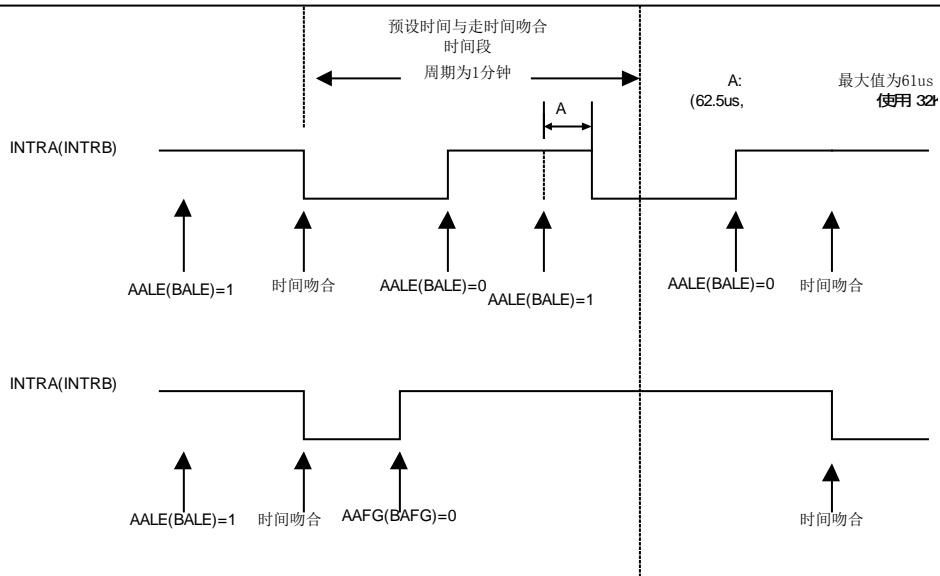 预设时间与走时间吻合
时间段
周期为1分钟
A: 最大值为61us
(62.5us, 使用 32K
A
INTRA(INTRB)
AALE(BALE)=1
时间吻合
AALE(BALE)=0
AALE(BALE)=1
AALE(BALE)=0
时间吻合
INTRA(INTRB)
AALE(BALE)=1
时间吻合
AAFG(BAFG)=0
时间吻合